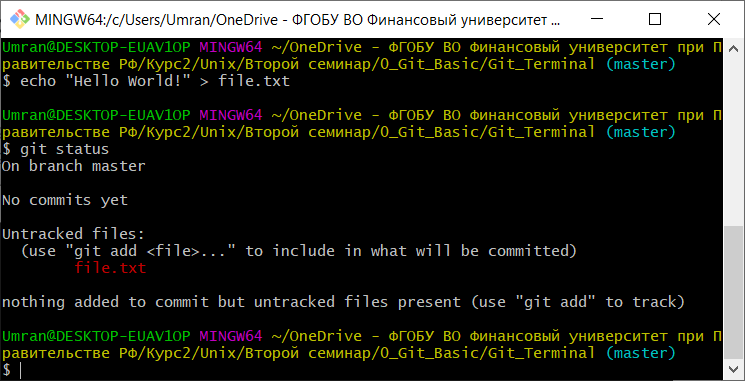 MINGW64:/c/Users/Umran/OneDrive - ФГОБУ ВО Финансовый университет ...
Umran@DESKTOP-EUAV1OP MINGW64 ~/OneDrive - ФГОБУ ВО Финансовый университет при П
равительстве РФ/Курс2/Unix/Второй семинар/0_Git_Basic/Git_Terminal (master)
$ echo "Hello World!" > file.txt
Umran@DESKTOP-EUAV1OP MINGW64 ~/OneDrive - ФГОБУ ВО Финансовый университет при П
равительстве РФ/Курс2/Unix/Второй семинар/0_Git_Basic/Git_Terminal (master)
$ git status
On branch master
No commits yet
Untracked files:
  (use "git add <file>..." to include in what will be committed)
        file.txt
nothing added to commit but untracked files present (use "git add" to track)
Umran@DESKTOP-EUAV1OP MINGW64 ~/OneDrive - ФГОБУ ВО Финансовый университет при П
равительстве РФ/Курс2/Unix/Второй семинар/0_Git_Basic/Git_Terminal (master)
$